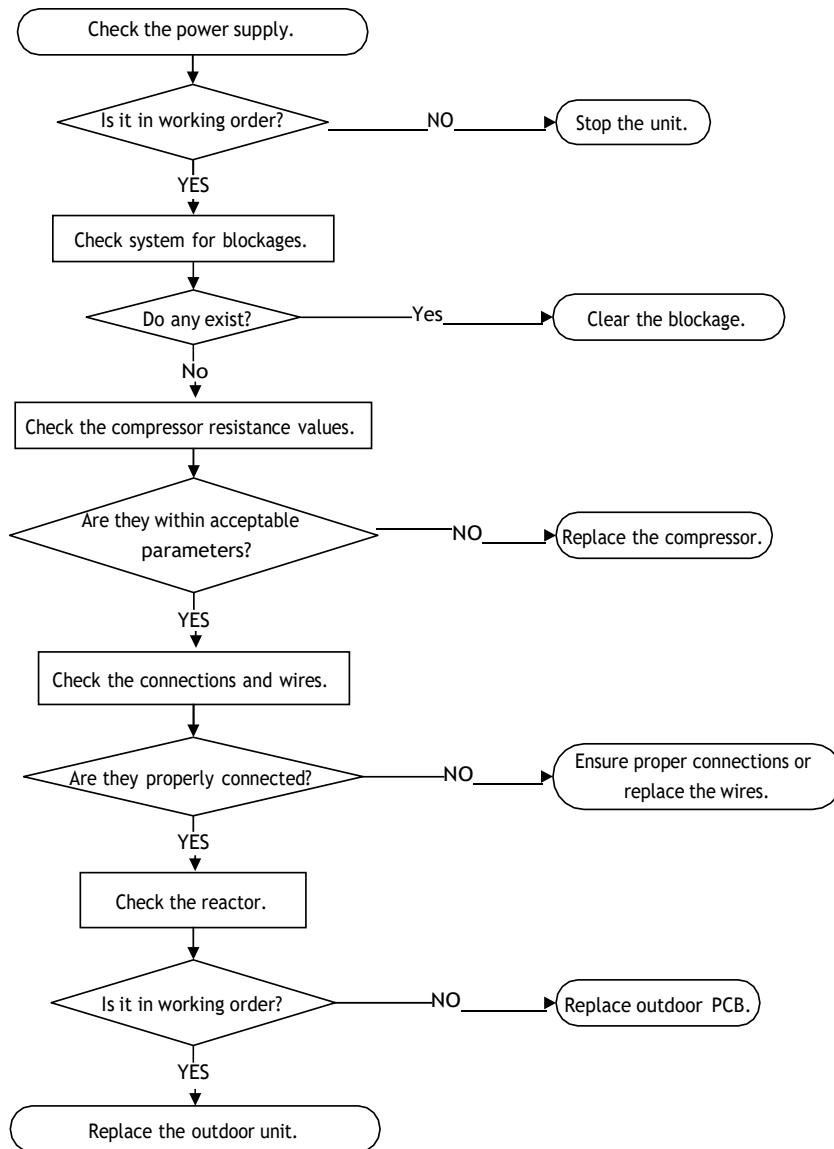 Check the power supply.
Is it in working order?
NO
Stop the unit.
YES
Check system for blockages.
Do any exist?
Yes
Clear the blockage.
No
Check the compressor resistance values.
Are they within acceptable
parameters?
NO
Replace the compressor.
YES
Check the connections and wires.
Are they properly connected?
NO
Ensure proper connections or
replace the wires.
YES
Check the reactor.
Is it in working order?
NO
Replace outdoor PCB.
YES
Replace the outdoor unit.